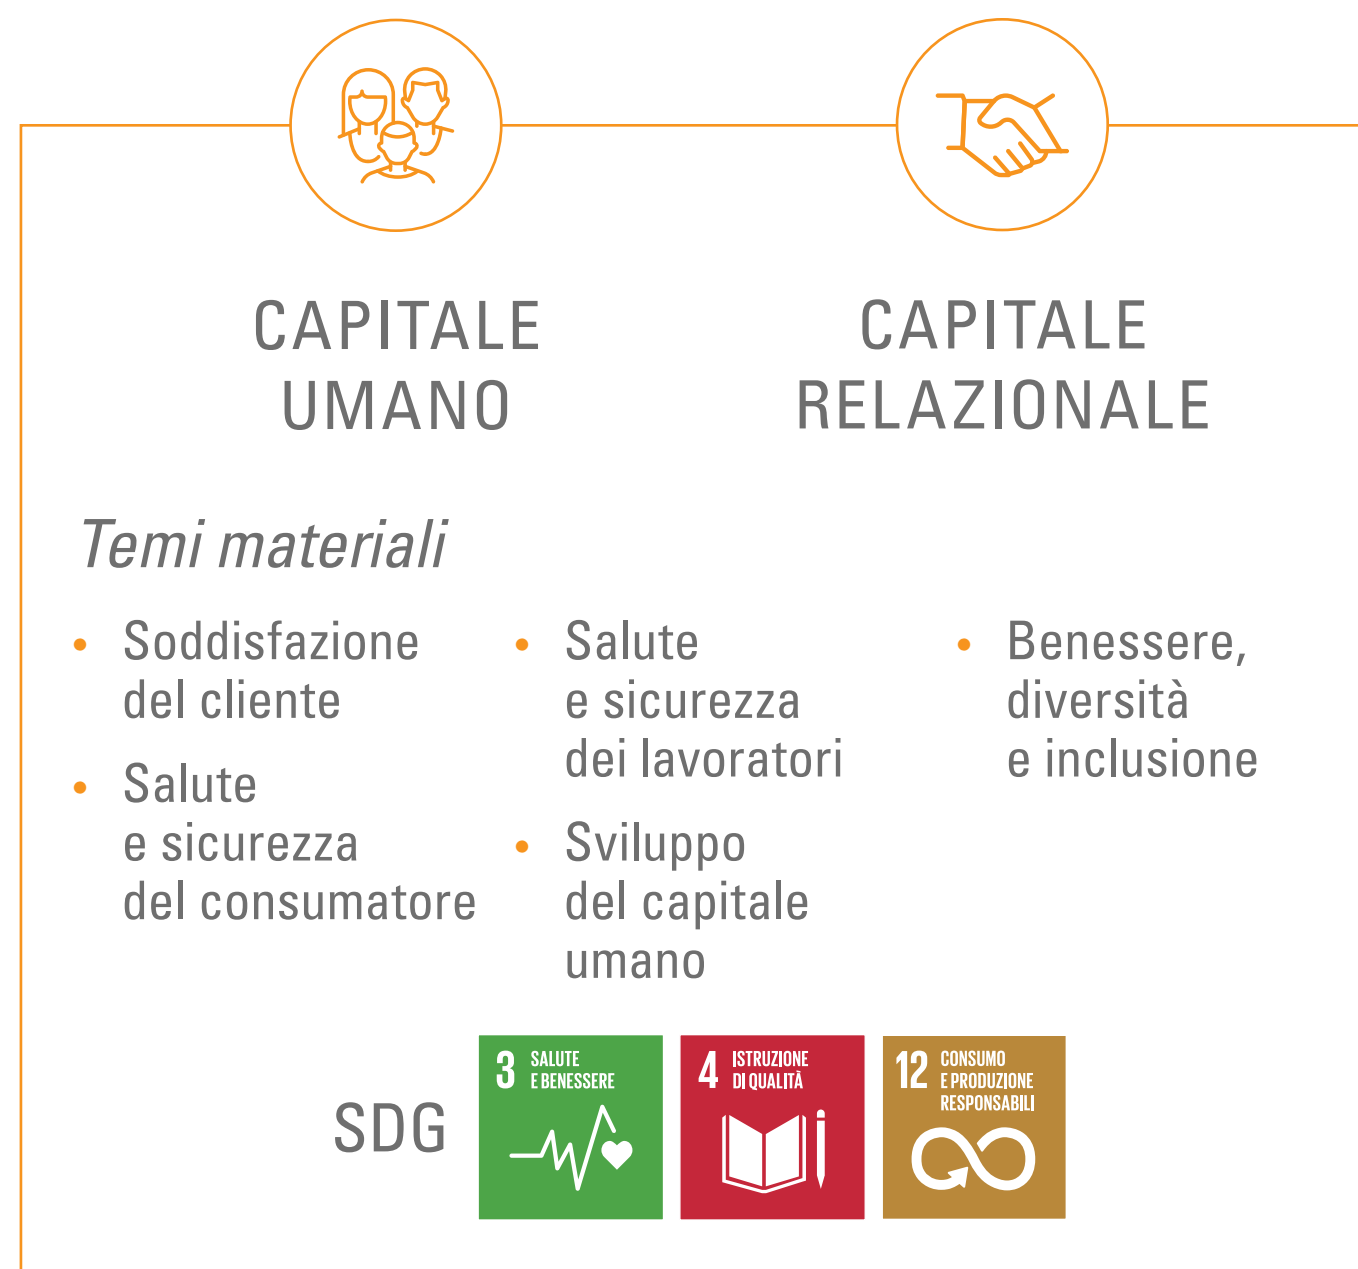 CAPITALE
UMANO
CAPITALE
RELAZIONALE
Temi materiali
• Soddisfazione
del cliente
• Salute
e sicurezza
del consumatore
• Salute
e sicurezza
dei lavoratori
• Sviluppo
del capitale
umano
• Benessere,
diversità
e inclusione
SDG
3 SALUTE
E BENESSERE
4 ISTRUZIONE
DI QUALITÀ
12 CONSUMO
E PRODUZIONE
RESPONSABILI